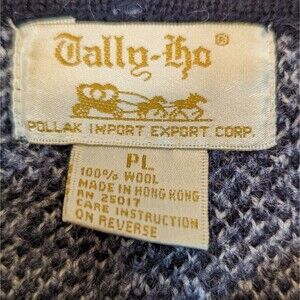 Tally-Ho®
POLLAK IMPORT EXPORT CORP.
PL
100% WOOL
MADE IN HONG KONG
RN 25017
CARE INSTRUCTION
ON REVERSE